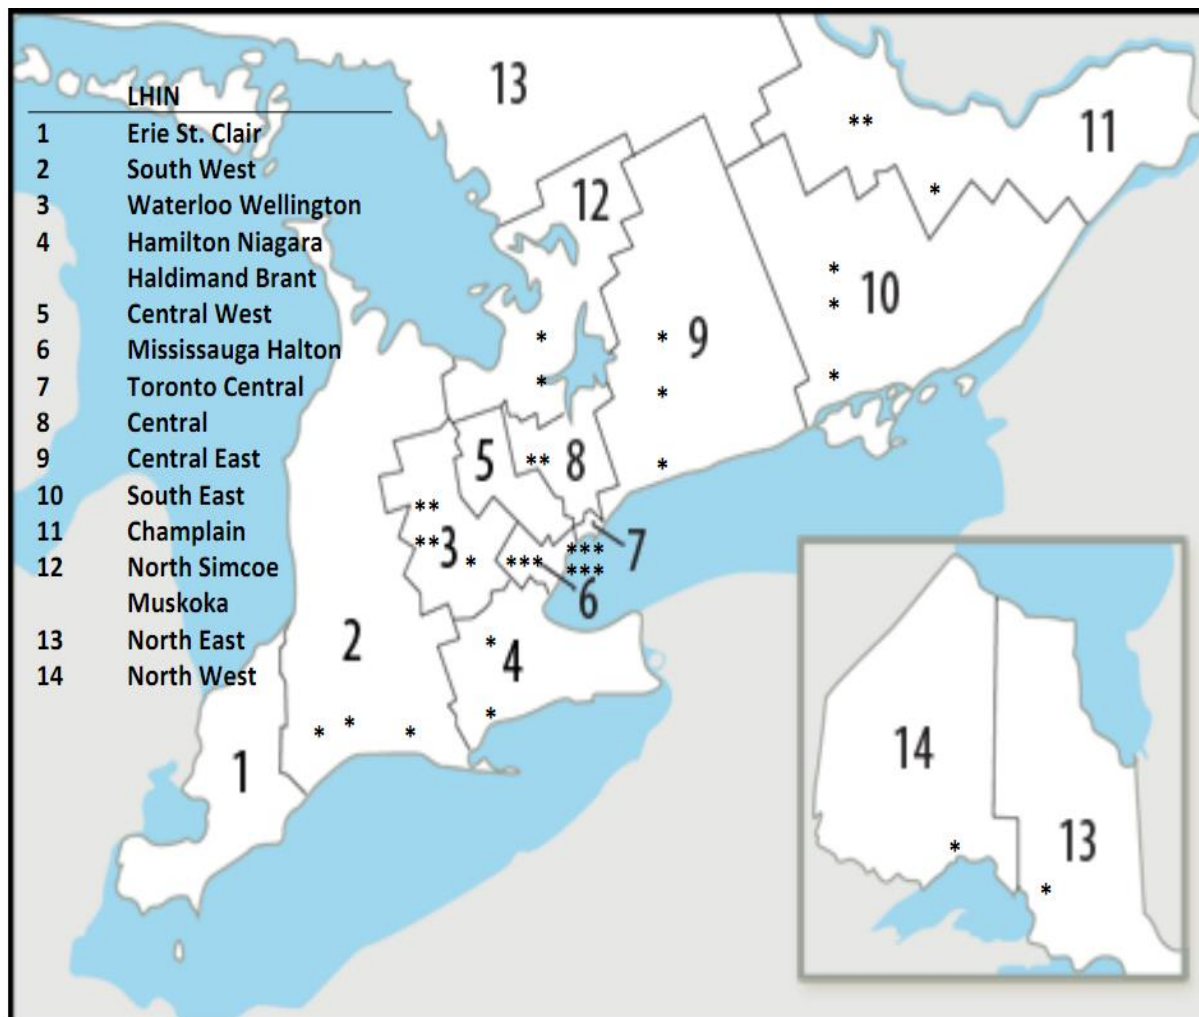 LHIN
1 Erie St. Clair
2 South West
3 Waterloo Wellington
4 Hamilton Niagara
Haldimand Brant
5 Central West
6 Mississauga Halton
7 Toronto Central
8 Central
9 Central East
10 South East
11 Champlain
12 North Simcoe
Muskoka
13 North East
14 North West
13
11
**
*
12
*
10
*
*
9
*
*
*
*
*
5
**
8
*
**
**
3
*
***
***
***
7
6
2
*
4
*
*
*
*
1
14
13
*
*